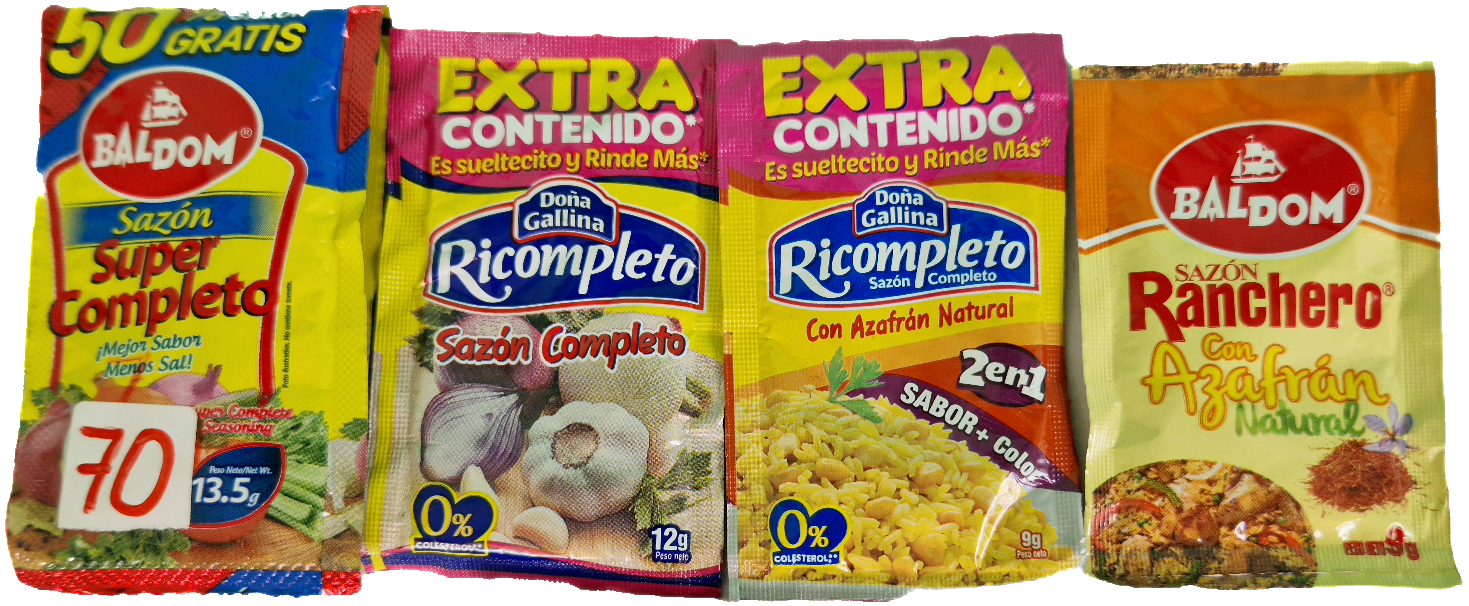 50
GRATIS
BALDOM®
Sazón
Super
Completo
¡Mejor Sabor
Menos Sal!
Super Complete
Seasoning
70
Peso Neto/Net Wt.
13.5g
EXTRA
CONTENIDO*
Es sueltecito y Rinde Más*
Doña
Gallina
Ricompleto
Sazón Completo
0%
COLESTEROL**
12g
Peso neto
EXTRA
CONTENIDO*
Es sueltecito y Rinde Más*
Doña
Gallina
Ricompleto
Sazón Completo
Con Azafrán Natural
2en1
SABOR + Color
0%
COLESTEROL**
9g
Peso neto
BALDOM®
SAZÓN
Ranchero®
Con
Azafrán
Natural
9g